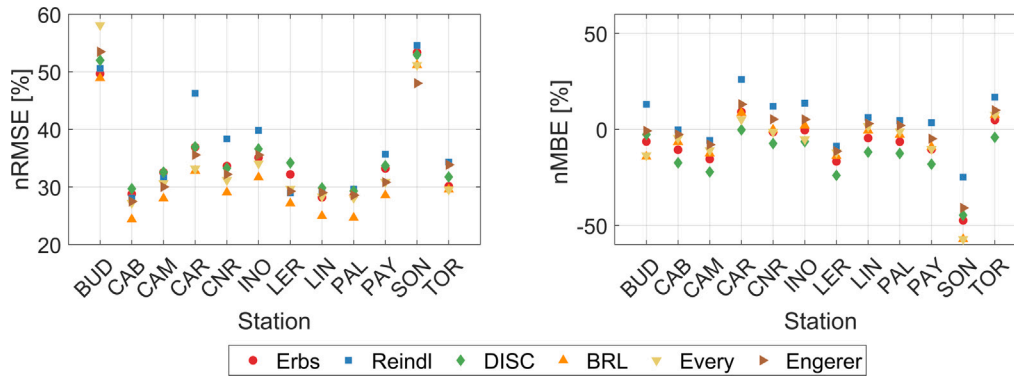 nRMSE [%]
60
50
40
30
20
BUD CAB CAM CAR CNR INO LER LIN PAL PAY SON TOR
Station
nMBE [%]
50
0
-50
BUD CAB CAM CAR CNR INO LER LIN PAL PAY SON TOR
Station
Erbs Reindl DISC BRL Every Engerer